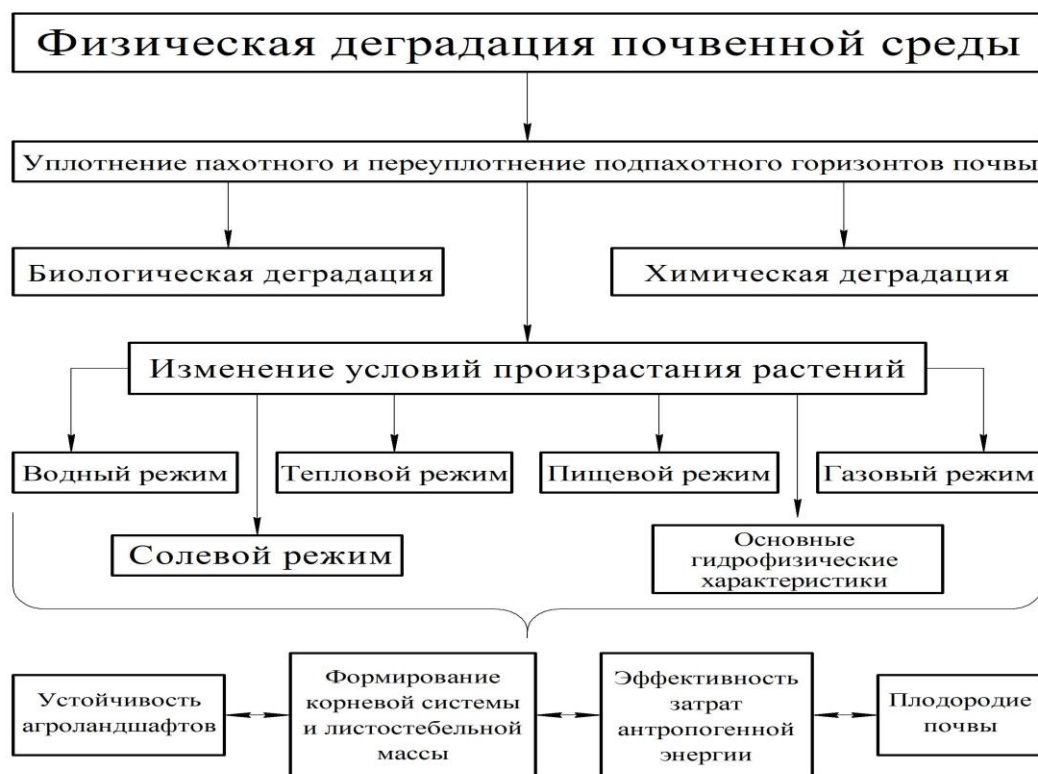 Физическая деградация почвенной среды
Уплотнение пахотного и переуплотнение подпахотного горизонтов почвы
Биологическая деградация
Химическая деградация
Изменение условий произрастания растений
Водный режим
Тепловой режим
Пищевой режим
Газовый режим
Солевой режим
Основные
гидрофизические
характеристики
Устойчивость
агроландшафтов
Формирование
корневой системы
и листостебельной
массы
Эффективность
затрат
антропогенной
энергии
Плодородие
почвы